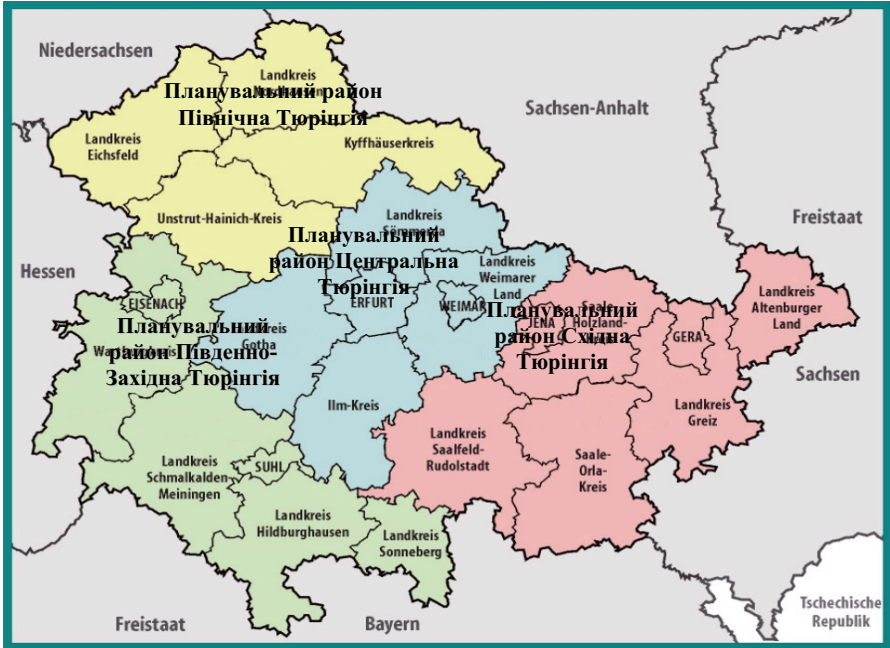 Niedersachsen
Landkreis
Планувальний район
Північна Тюрінгія
Sachsen-Anhalt
Landkreis
Eichsfeld
Kyffhäuserkreis
Unstrut-Hainich-Kreis
Landkreis
Freistaat
Hessen
Планувальний
район Центральна
Тюрінгія
Landkreis
Weimarer
Land
EISENACH
ERFURT
WEIMAR
Landkreis
Altenburger
Land
Планувальний
район Південно-
Західна Тюрінгія
Gotha
Планувальний
район Східна
Тюрінгія
JENA
Saale-
Holzland-
GERA
Sachsen
Ilm-Kreis
Landkreis
Greiz
Landkreis
Saalfeld-
Rudolstadt
Saale-
Orla-
Kreis
Landkreis
Schmalkalden-
Meiningen
SUHL
Landkreis
Hildburghausen
Landkreis
Sonneberg
Freistaat
Bayern
Tschechische
Republik